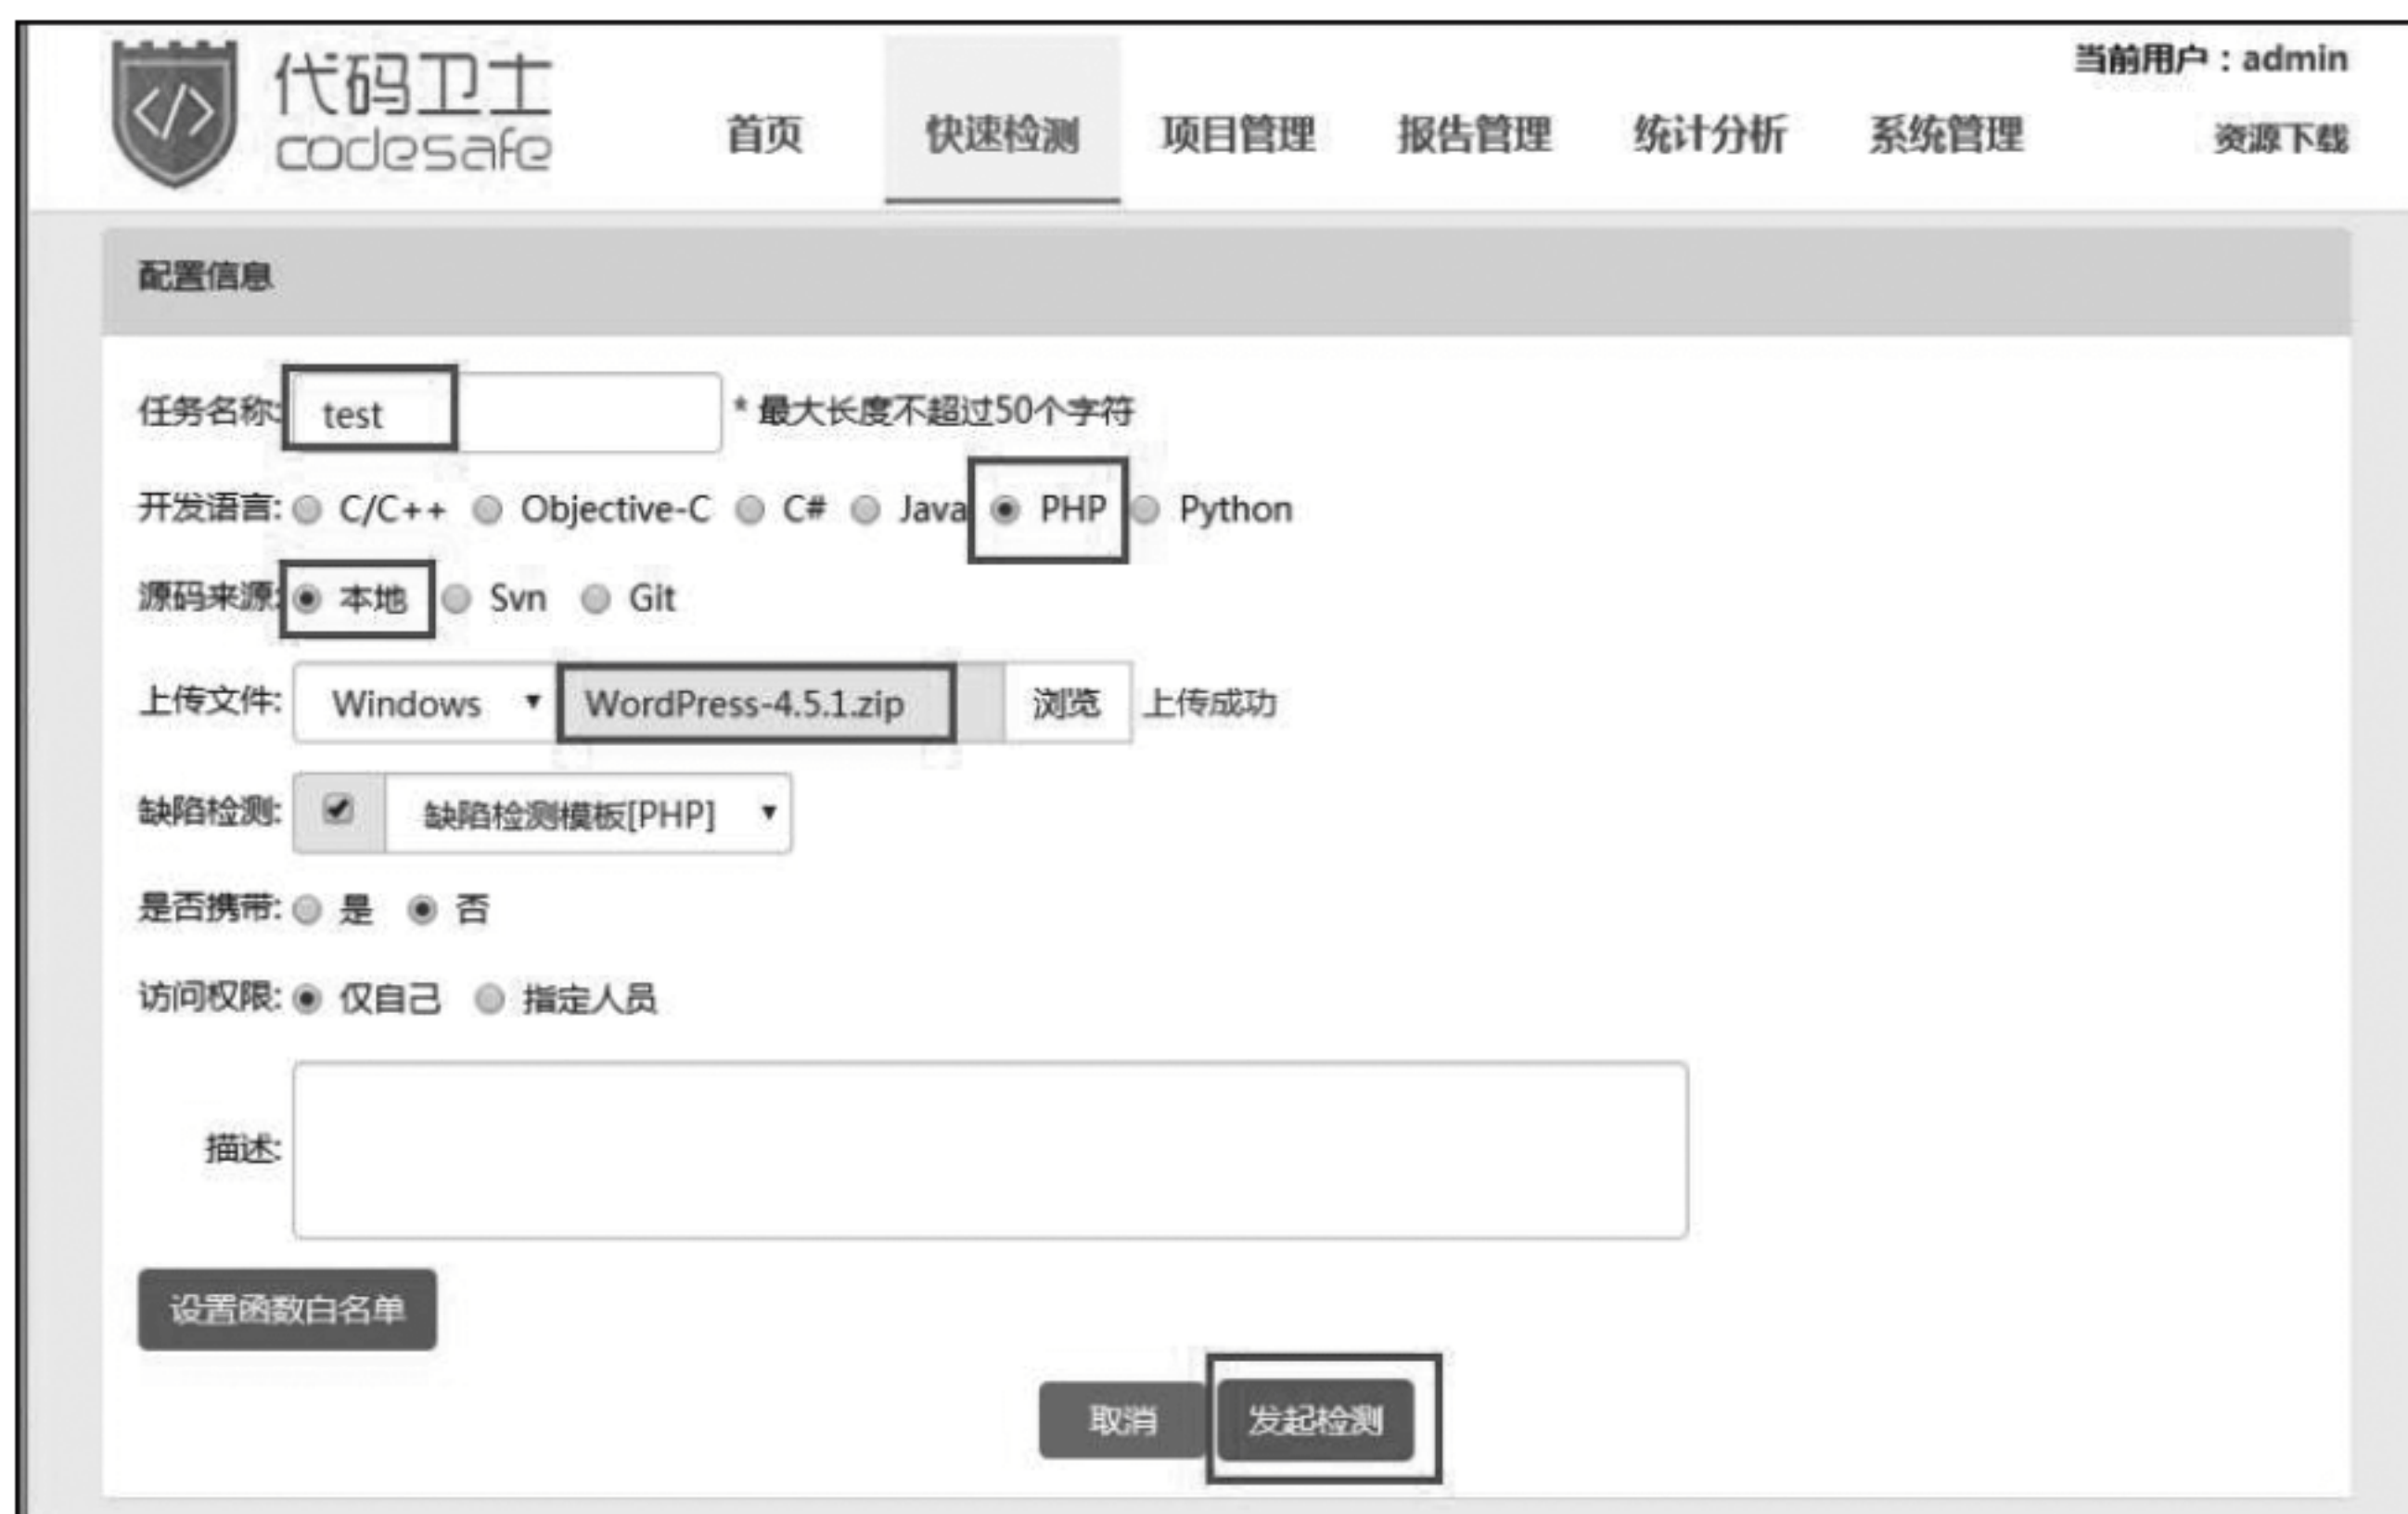 代码卫士
codesafe
当前用户：admin
首页 快速检测 项目管理 报告管理 统计分析 系统管理 资源下载
配置信息
任务名称: test * 最大长度不超过50个字符
开发语言: C/C++ Objective-C C# Java PHP Python
源码来源: 本地 Svn Git
上传文件: Windows WordPress-4.5.1.zip 浏览 上传成功
缺陷检测: 缺陷检测模板[PHP]
是否携带: 是 否
访问权限: 仅自己 指定人员
描述:
设置函数白名单
取消 发起检测